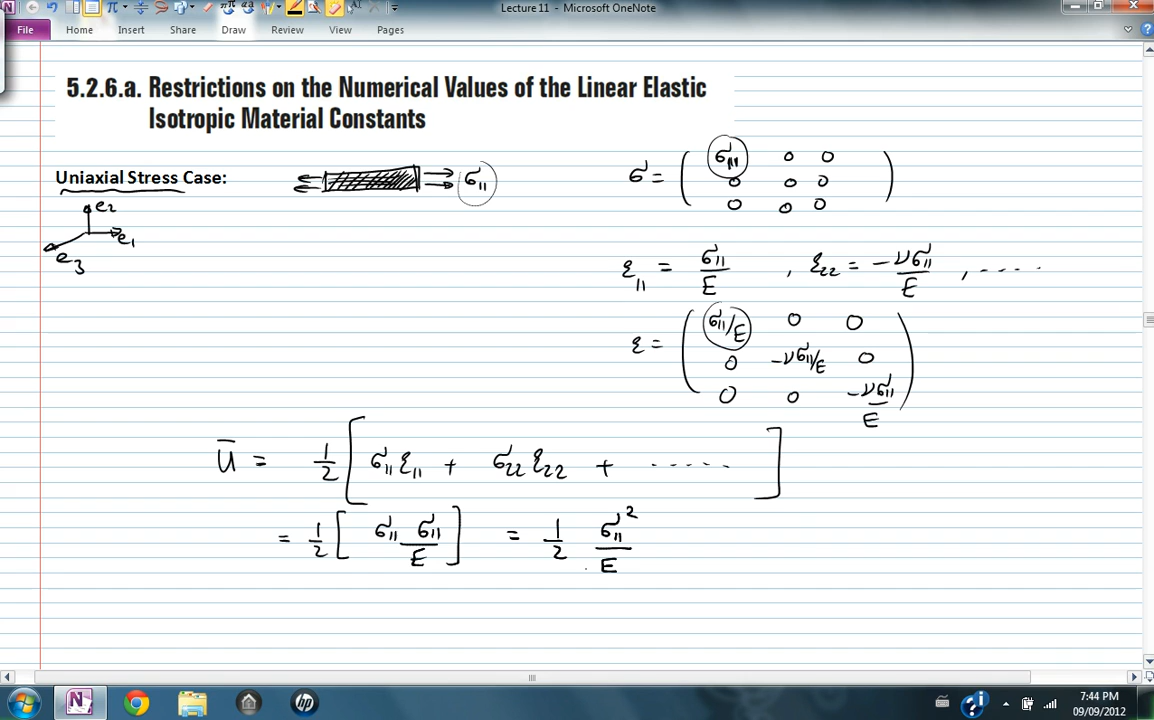 Lecture 11 - Microsoft OneNote
File Home Insert Share Draw Review View Pages
5.2.6.a. Restrictions on the Numerical Values of the Linear Elastic
Isotropic Material Constants
Uniaxial Stress Case:
σ₁₁
e₂
e₁
e₃
σ = ( σ₁₁ 0 0
0 0 0
0 0 0 )
ε₁₁ = σ₁₁/E , ε₂₂ = -νσ₁₁/E , ......
ε = ( σ₁₁/E 0 0
0 -νσ₁₁/E 0
0 0 -νσ₁₁/E )
Ū = 1/2 [ σ₁₁ε₁₁ + σ₂₂ε₂₂ + ...... ]
= 1/2 [ σ₁₁ σ₁₁/E ] = 1/2 σ₁₁²/E
7:44 PM
09/09/2012